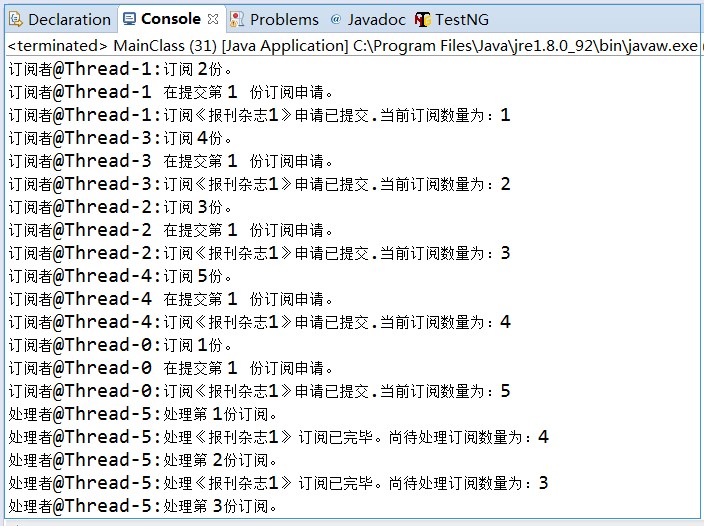 Declaration Console Problems @ Javadoc TestNG
<terminated> MainClass (31) [Java Application] C:\Program Files\Java\jre1.8.0_92\bin\javaw.exe
订阅者@Thread-1:订阅 2份。
订阅者@Thread-1 在提交第 1 份订阅申请。
订阅者@Thread-1:订阅《报刊杂志1》申请已提交.当前订阅数量为：1
订阅者@Thread-3:订阅 4份。
订阅者@Thread-3 在提交第 1 份订阅申请。
订阅者@Thread-3:订阅《报刊杂志1》申请已提交.当前订阅数量为：2
订阅者@Thread-2:订阅 3份。
订阅者@Thread-2 在提交第 1 份订阅申请。
订阅者@Thread-2:订阅《报刊杂志1》申请已提交.当前订阅数量为：3
订阅者@Thread-4:订阅 5份。
订阅者@Thread-4 在提交第 1 份订阅申请。
订阅者@Thread-4:订阅《报刊杂志1》申请已提交.当前订阅数量为：4
订阅者@Thread-0:订阅 1份。
订阅者@Thread-0 在提交第 1 份订阅申请。
订阅者@Thread-0:订阅《报刊杂志1》申请已提交.当前订阅数量为：5
处理者@Thread-5:处理第 1份订阅。
处理者@Thread-5:处理《报刊杂志1》 订阅已完毕。尚待处理订阅数量为：4
处理者@Thread-5:处理第 2份订阅。
处理者@Thread-5:处理《报刊杂志1》 订阅已完毕。尚待处理订阅数量为：3
处理者@Thread-5:处理第 3份订阅。